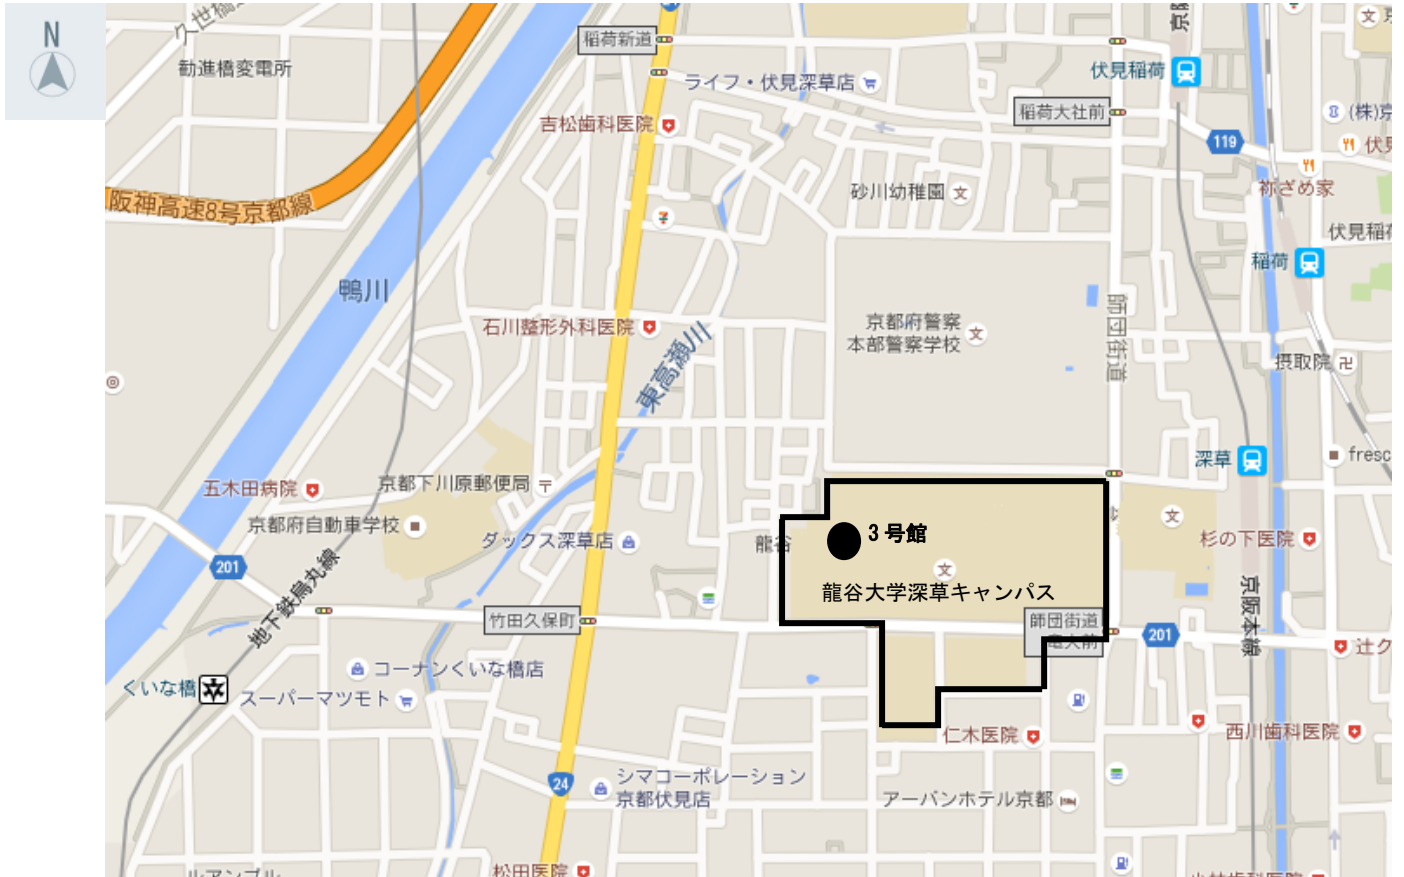 N
勧進橋変電所
稲荷新道
ライフ・伏見深草店
伏見稲荷
稲荷大社前
吉松歯科医院
119
(株)京
砂川幼稚園
祢ざめ家
阪神高速8号京都線
伏見稲荷
稲荷
鴨川
石川整形外科医院
東高瀬川
京都府警察
本部警察学校
師団街道
摂取院
深草
fresc
五木田病院
京都下川原郵便局
京都府自動車学校
ダックス深草店
龍谷
3号館
杉の下医院
201
地下鉄烏丸線
龍谷大学深草キャンパス
京阪本線
竹田久保町
師団街道
竜大前
201
辻ク
コーナンくいな橋店
くいな橋
スーパーマツモト
仁木医院
西川歯科医院
24
シマコーポレーション
京都伏見店
アーバンホテル京都
松田医院